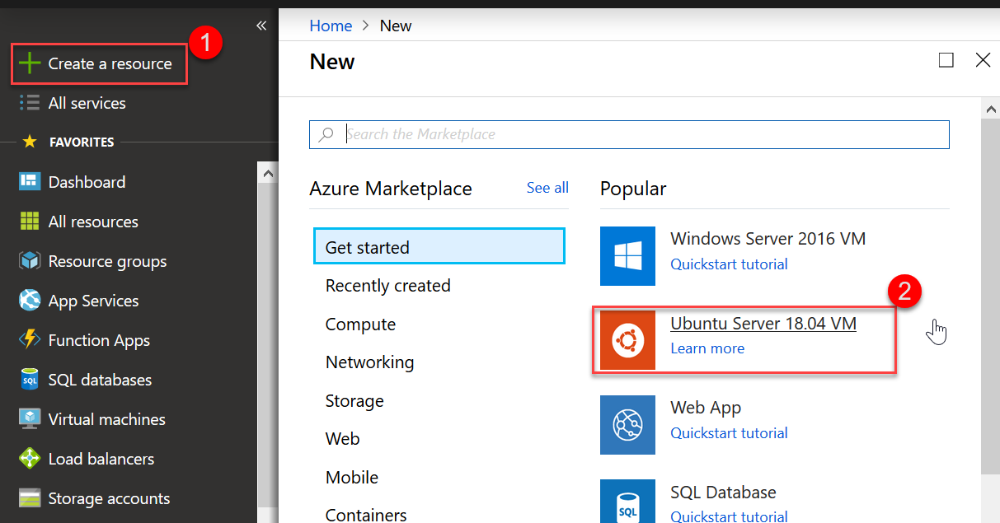 «
Create a resource
1
All services
FAVORITES
Dashboard
All resources
Resource groups
App Services
Function Apps
SQL databases
SQL
Virtual machines
Load balancers
Storage accounts
Home > New
New
Search the Marketplace
Azure Marketplace
See all
Get started
Recently created
Compute
Networking
Storage
Web
Mobile
Containers
Popular
Windows Server 2016 VM
Quickstart tutorial
2
Ubuntu Server 18.04 VM
Learn more
Web App
Quickstart tutorial
SQL Database
SQL
Quickstart tutorial